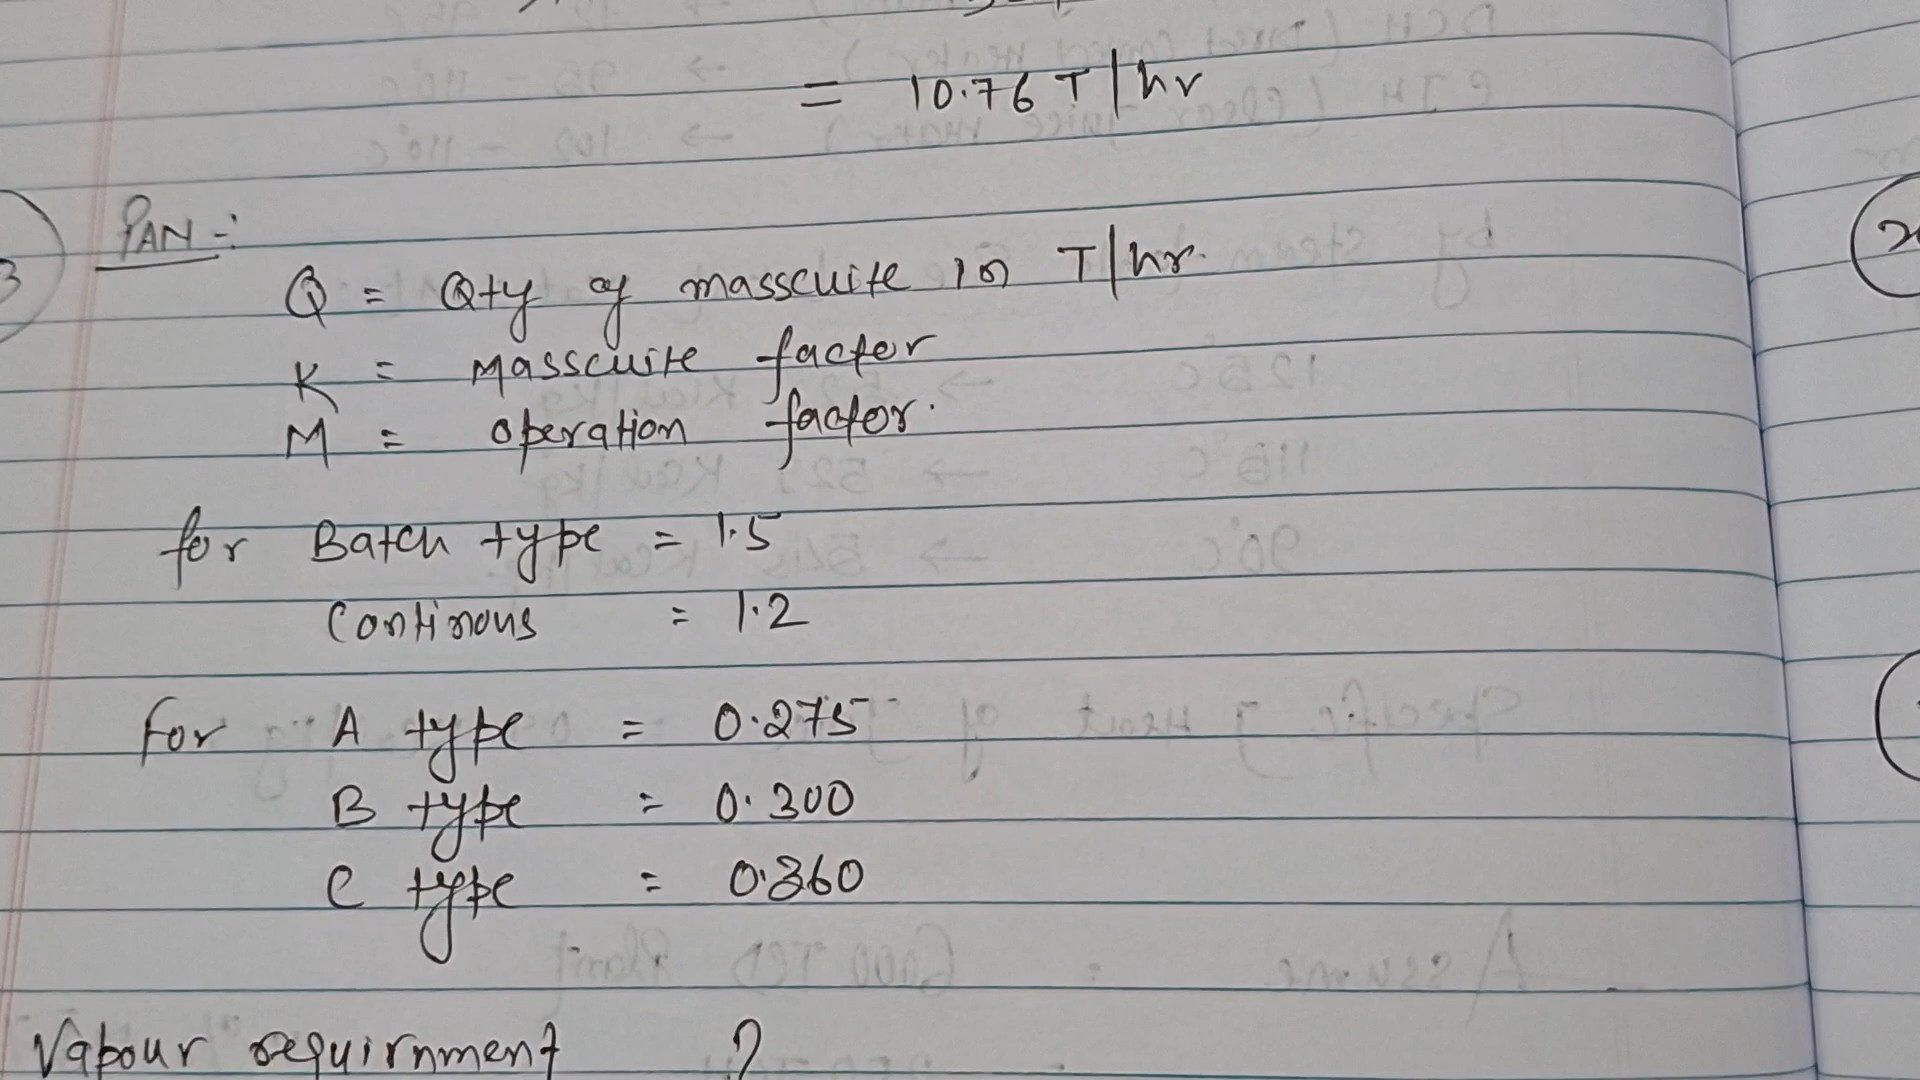 = 10.76 T/hr
3
PAN -:
Q = Qty of masscuite in T/hr.
K = Masscuite factor
M = operation factor.
for Batch type = 1.5
Continous = 1.2
For A type = 0.275
B type = 0.300
C type = 0.360
Vapour requirnment ?